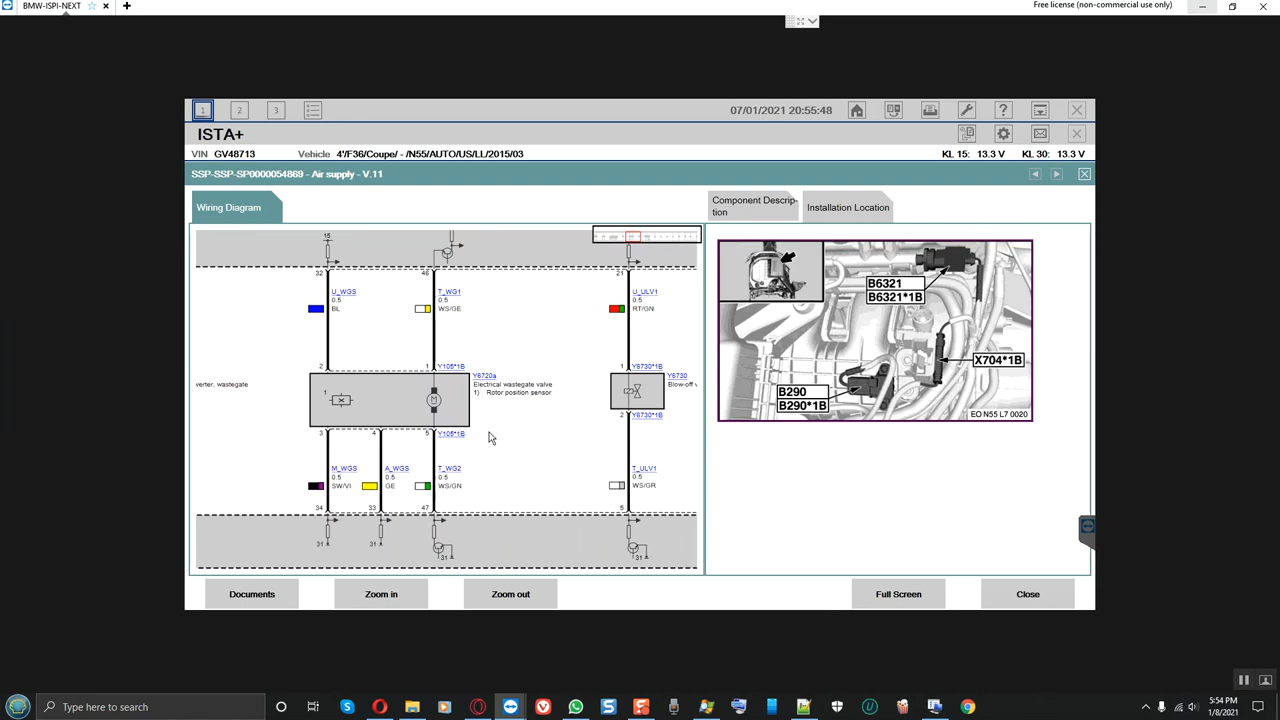 BMW-ISPI-NEXT
Free license (non-commercial use only)
1 2 3
07/01/2021 20:55:48
ISTA+
VIN GV48713 Vehicle 4'/F36/Coupe/ - /N55/AUTO/US/LL/2015/03 KL 15: 13.3 V KL 30: 13.3 V
SSP-SSP-SP0000054869 - Air supply - V.11
Wiring Diagram
Component Descrip-
tion
Installation Location
15
32 46 21
U_WGS
0.5
BL
T_WG1
0.5
WS/GE
U_ULV1
0.5
RT/GN
2 1 Y105*1B 1 Y6730*1B
verter, wastegate
1
M
Y6720a
Electrical wastegate valve
1) Rotor position sensor
Y6730
Blow-off v
2 Y6730*1B
3 4 5 Y105*1B
M_WGS
0.5
SW/VI
A_WGS
0.5
GE
T_WG2
0.5
WS/GN
T_ULV1
0.5
WS/GR
34 33 47 5
31 31 31 31
B6321
B6321*1B
X704*1B
B290
B290*1B
EO N55 L7 0020
Documents Zoom in Zoom out Full Screen Close
Type here to search
5:54 PM
1/8/2021